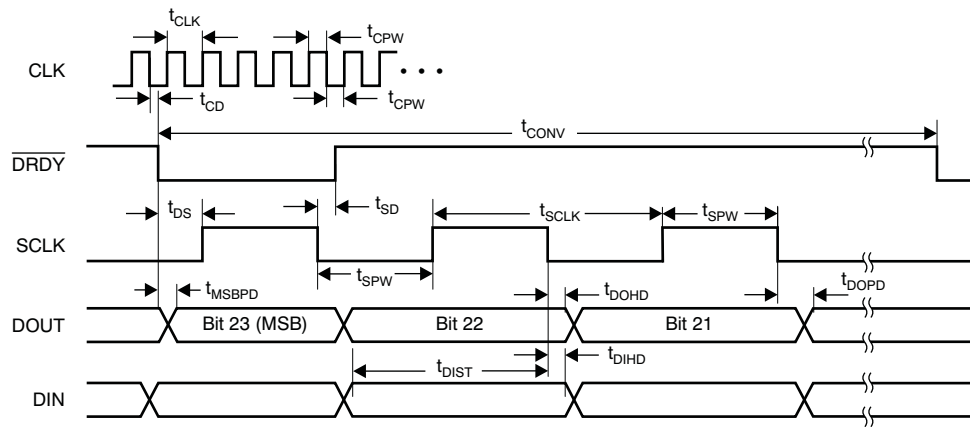 tCLK
tCPW
CLK
• • •
tCD
tCPW
tCONV
DRDY
tDS
tSD
tSCLK
tSPW
SCLK
tSPW
tMSBPD
tDOHD
tDOPD
DOUT
Bit 23 (MSB)
Bit 22
Bit 21
tDIST
tDIHD
DIN